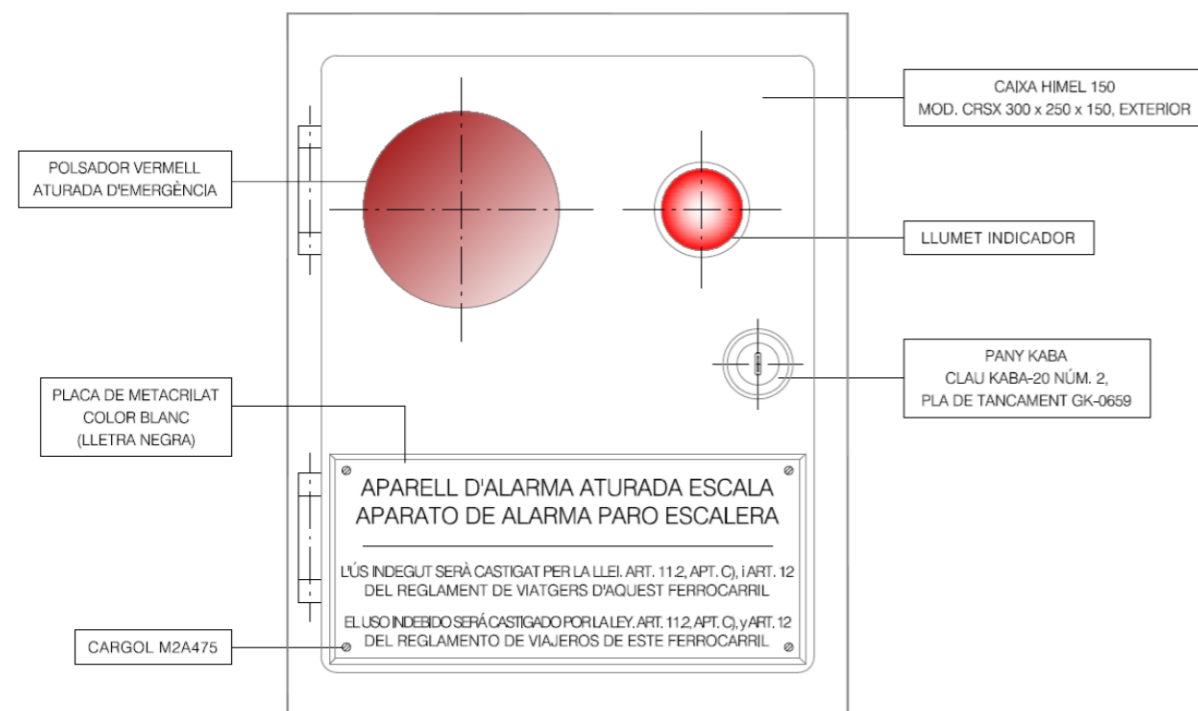 CAIXA HIMEL 150
MOD. CRSX 300 x 250 x 150, EXTERIOR
POLSADOR VERMELL
ATURADA D'EMERGÈNCIA
LLUMET INDICADOR
PANY KABA
CLAU KABA-20 NÚM. 2,
PLA DE TANCAMENT GK-0659
PLACA DE METACRILAT
COLOR BLANC
(LLETRA NEGRA)
APARELL D'ALARMA ATURADA ESCALA
APARATO DE ALARMA PARO ESCALERA
L'ÚS INDEGUT SERÀ CASTIGAT PER LA LLEI. ART. 11.2, APT. C), i ART. 12
DEL REGLAMENT DE VIATGERS D'AQUEST FERROCARRIL
EL USO INDEBIDO SERÁ CASTIGADO POR LA LEY. ART. 11.2, APT. C), y ART. 12
DEL REGLAMENTO DE VIAJEROS DE ESTE FERROCARRIL
CARGOL M2A475